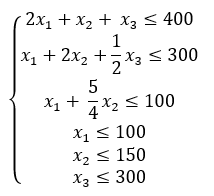 2x₁ + x₂ + x₃ ≤ 400
x₁ + 2x₂ + 1/2 x₃ ≤ 300
x₁ + 5/4 x₂ ≤ 100
x₁ ≤ 100
x₂ ≤ 150
x₃ ≤ 300